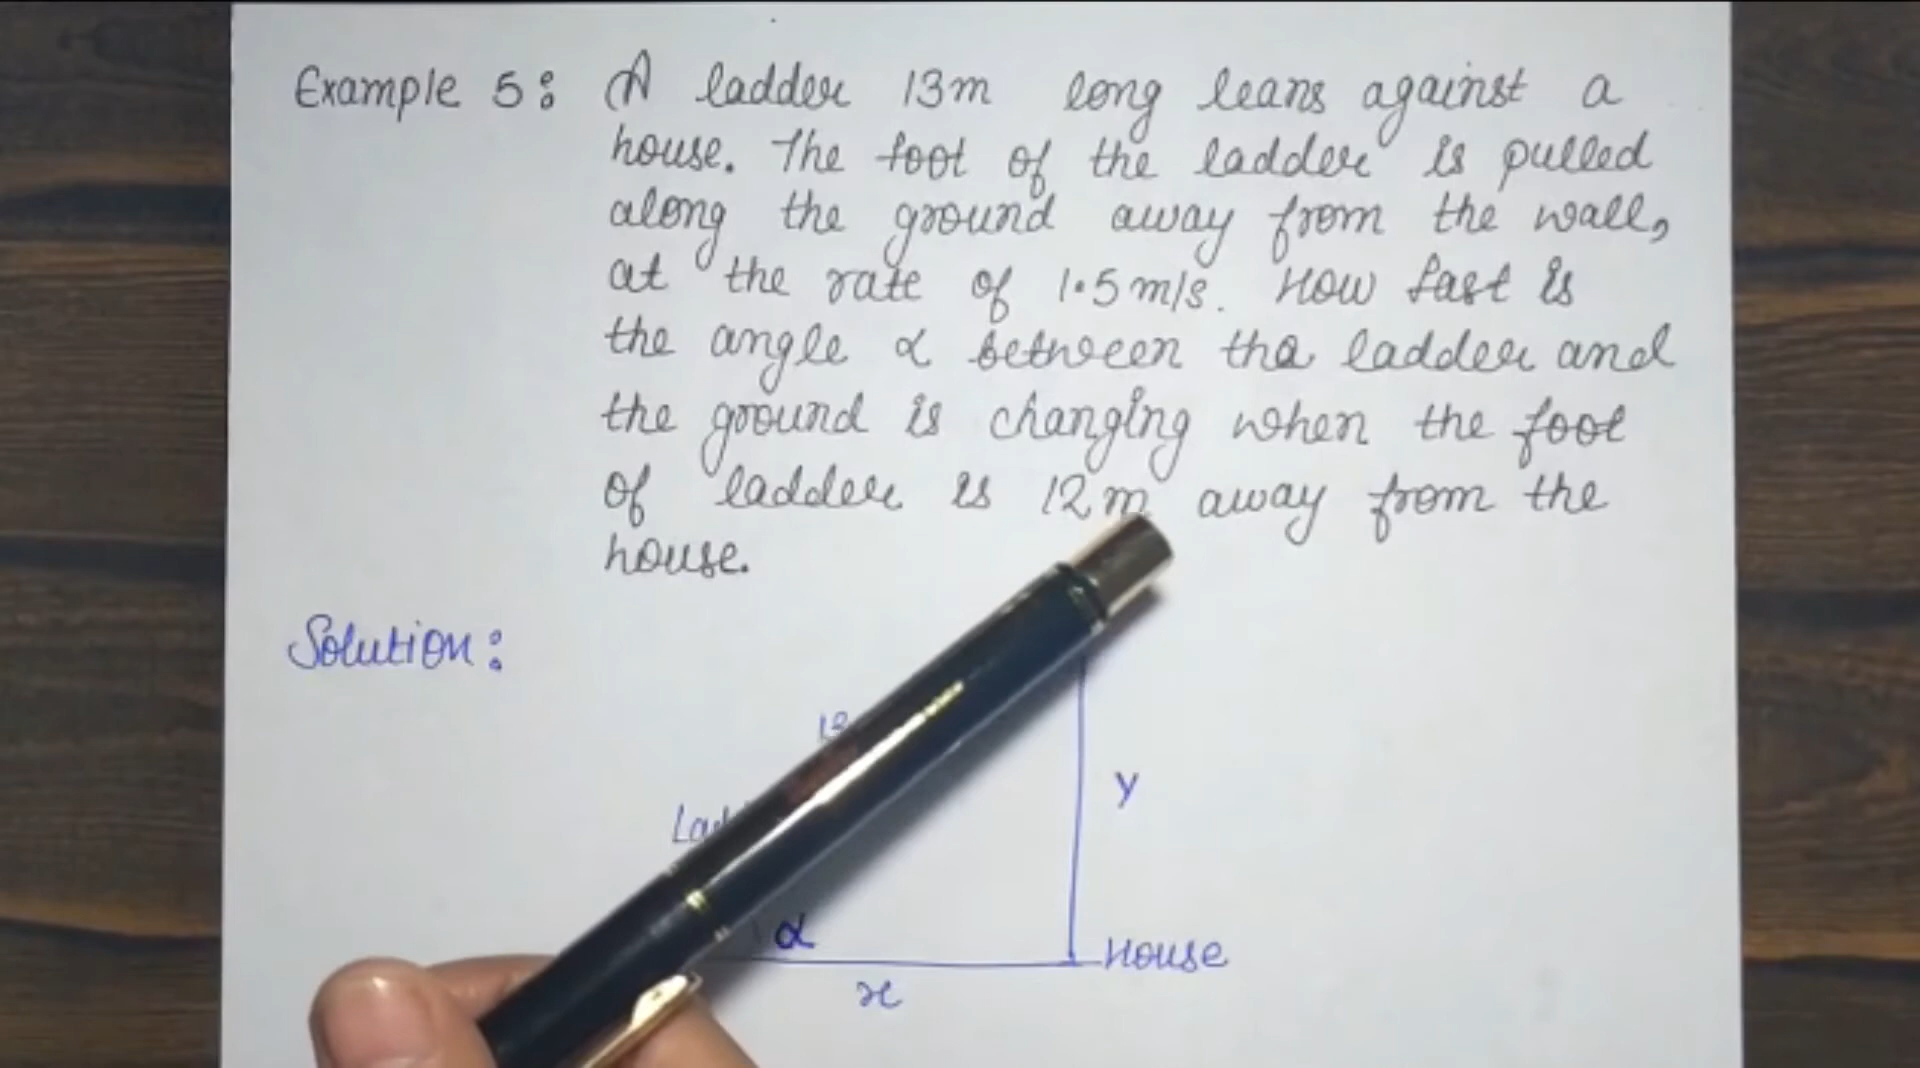 Example 5: A ladder 13m long leans against a
house. The foot of the ladder is pulled
along the ground away from the wall,
at the rate of 1.5m/s. How fast is
the angle α between the ladder and
the ground is changing when the foot
of ladder is 12m away from the
house.
Solution:
y
α
House
x